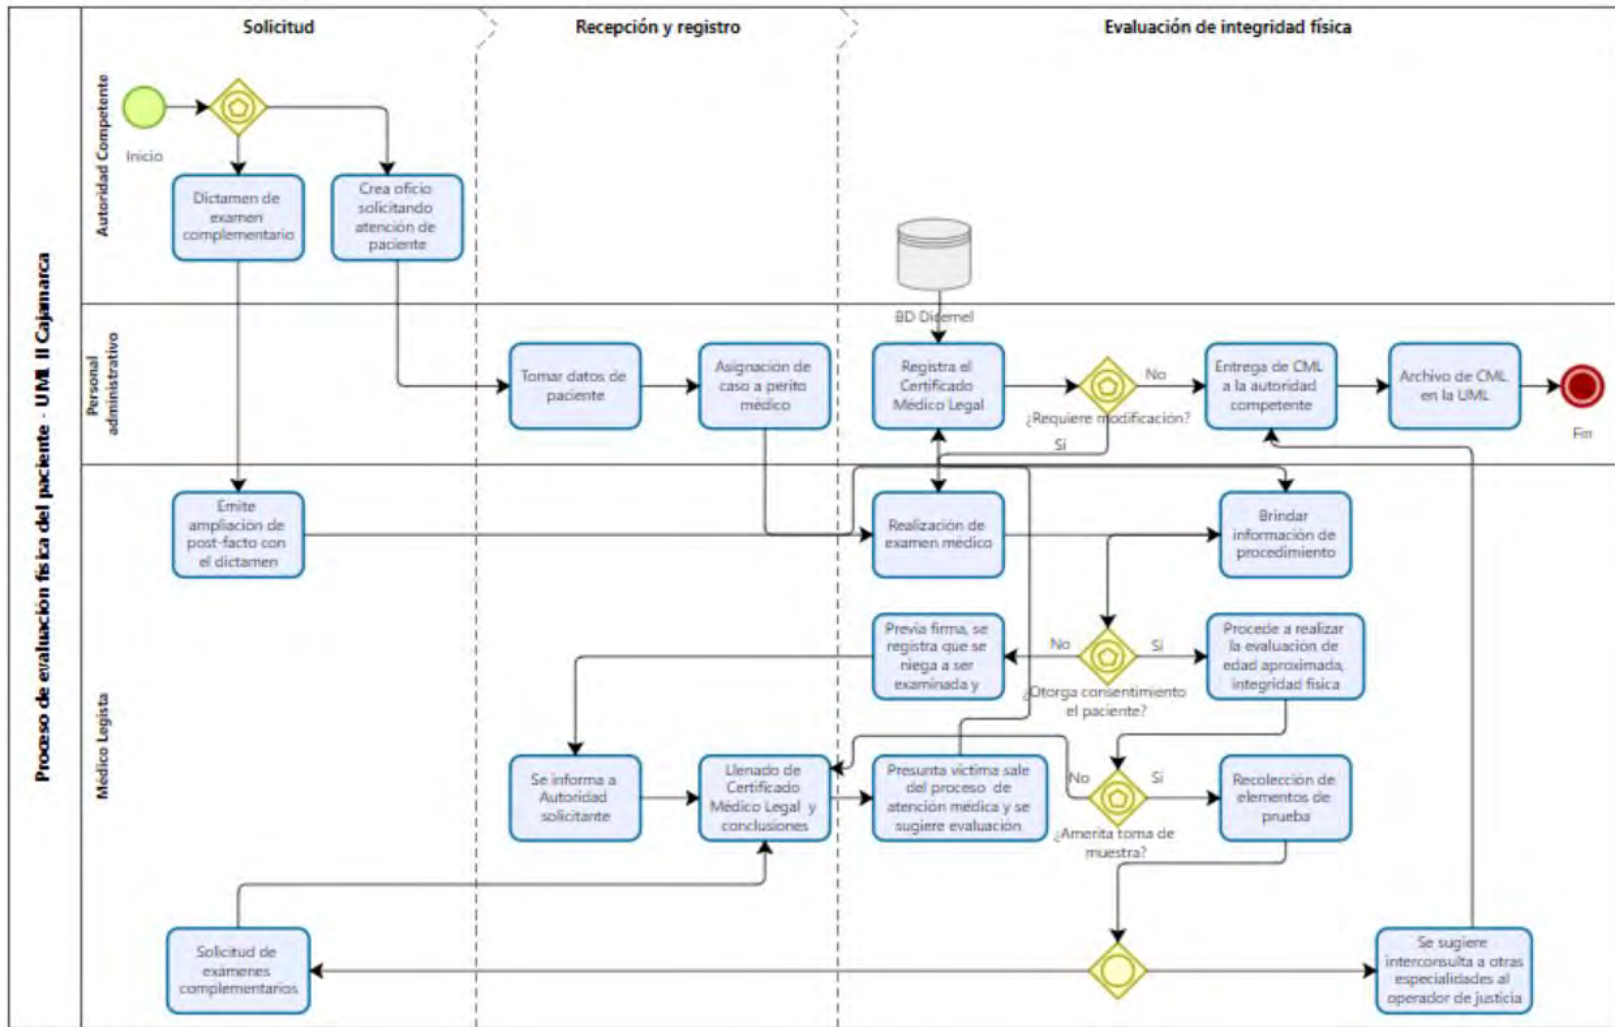 Solicitud
Recepción y registro
Evaluación de integridad física
Proceso de evaluación física del paciente - UML II Cajamarca
Autoridad Competente
Inicio
Dictamen de
examen
complementario
Crea oficio
solicitando
atención de
paciente
BD Dicemel
Personal
administrativo
Tomar datos de
paciente
Asignación de
caso a perito
médico
Registra el
Certificado
Médico Legal
¿Requiere modificación?
No
Si
Entrega de CML
a la autoridad
competente
Archivo de CML
en la UML
Fin
Médico Legista
Emite
ampliación de
post-facto con
el dictamen
Realización de
examen médico
Brindar
información de
procedimiento
Previa firma, se
registra que se
niega a ser
examinada y
No
Si
¿Otorga consentimiento
el paciente?
Procede a realizar
la evaluación de
edad aproximada,
integridad física
Se informa a
Autoridad
solicitante
Llenado de
Certificado
Médico Legal y
conclusiones
Presunta víctima sale
del proceso de
atención médica y se
sugiere evaluación
No
Si
¿Amerita toma de
muestra?
Recolección de
elementos de
prueba
Solicitud de
exámenes
complementarios
Se sugiere
interconsulta a otras
especialidades al
operador de justicia